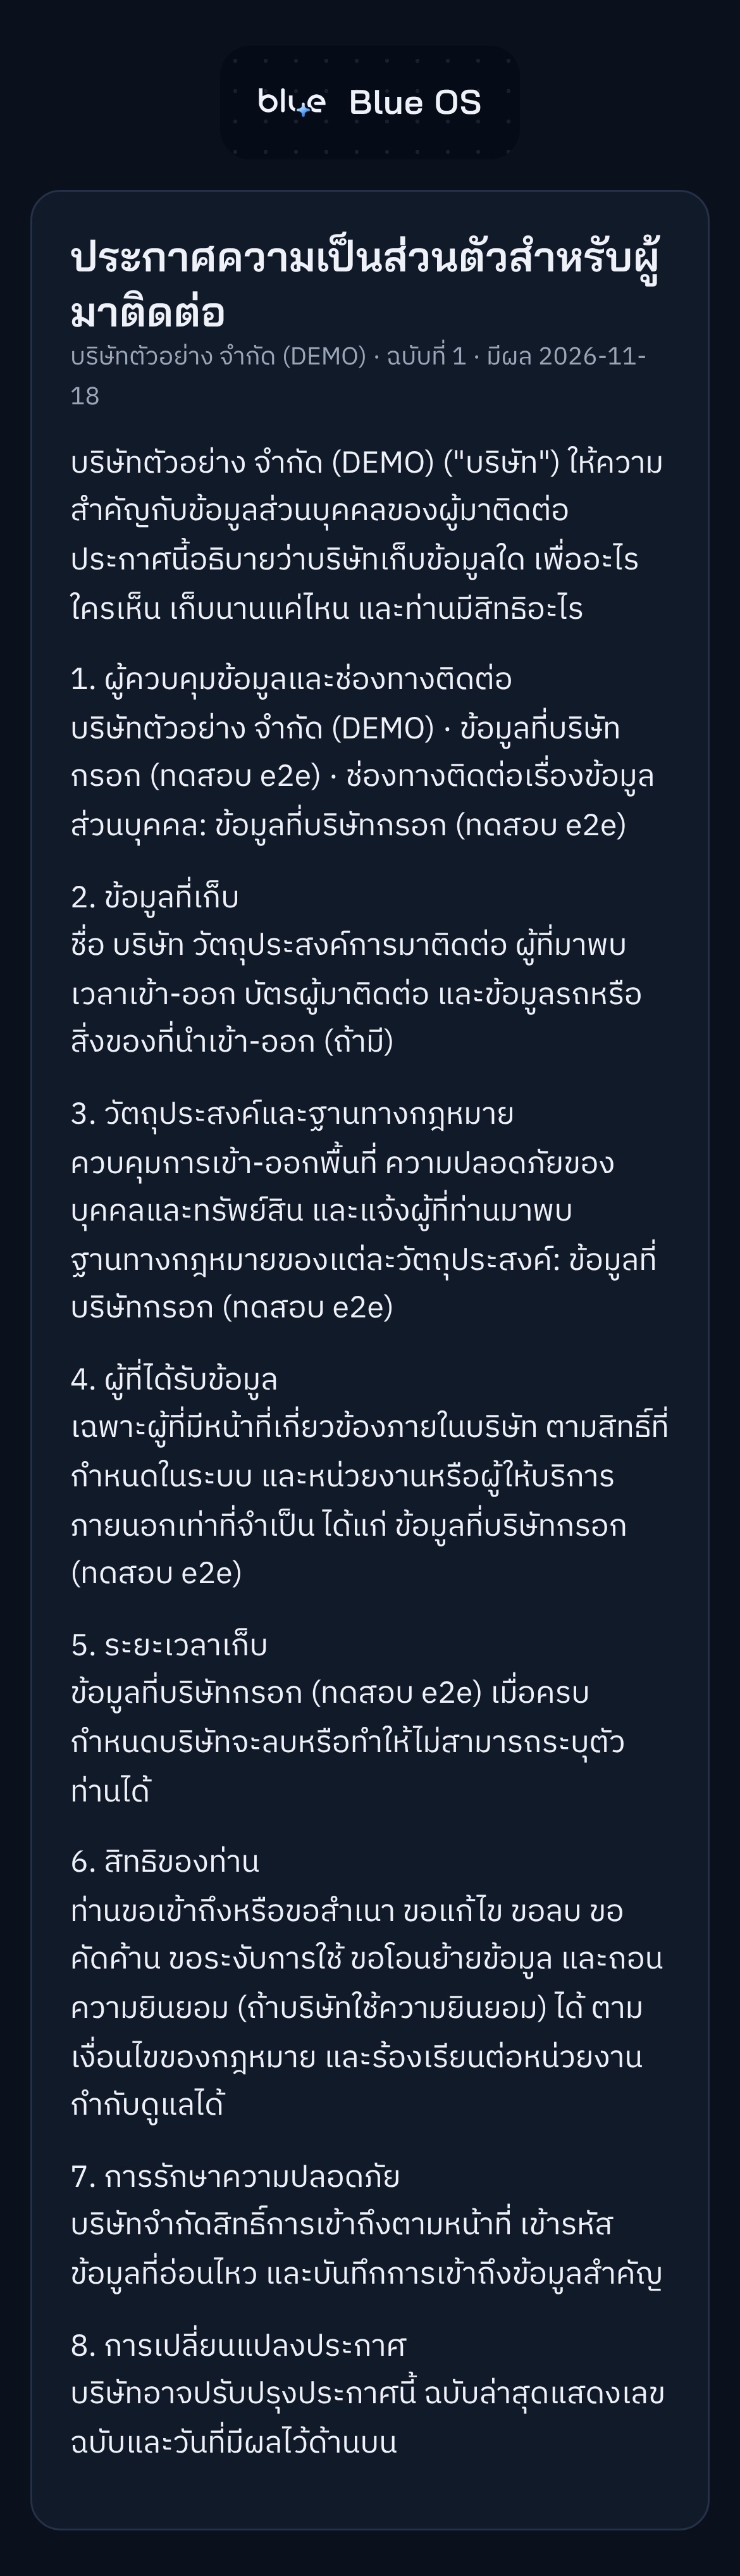 blue Blue OS
ประกาศความเป็นส่วนตัวสำหรับผู้
มาติดต่อ
บริษัทตัวอย่าง จำกัด (DEMO) · ฉบับที่ 1 · มีผล 2026-11-
18
บริษัทตัวอย่าง จำกัด (DEMO) ("บริษัท") ให้ความ
สำคัญกับข้อมูลส่วนบุคคลของผู้มาติดต่อ
ประกาศนี้อธิบายว่าบริษัทเก็บข้อมูลใด เพื่ออะไร
ใครเห็น เก็บนานแค่ไหน และท่านมีสิทธิอะไร
1. ผู้ควบคุมข้อมูลและช่องทางติดต่อ
บริษัทตัวอย่าง จำกัด (DEMO) · ข้อมูลที่บริษัท
กรอก (ทดสอบ e2e) · ช่องทางติดต่อเรื่องข้อมูล
ส่วนบุคคล: ข้อมูลที่บริษัทกรอก (ทดสอบ e2e)
2. ข้อมูลที่เก็บ
ชื่อ บริษัท วัตถุประสงค์การมาติดต่อ ผู้ที่มาพบ
เวลาเข้า-ออก บัตรผู้มาติดต่อ และข้อมูลรถหรือ
สิ่งของที่นำเข้า-ออก (ถ้ามี)
3. วัตถุประสงค์และฐานทางกฎหมาย
ควบคุมการเข้า-ออกพื้นที่ ความปลอดภัยของ
บุคคลและทรัพย์สิน และแจ้งผู้ที่ท่านมาพบ
ฐานทางกฎหมายของแต่ละวัตถุประสงค์: ข้อมูลที่
บริษัทกรอก (ทดสอบ e2e)
4. ผู้ที่ได้รับข้อมูล
เฉพาะผู้ที่มีหน้าที่เกี่ยวข้องภายในบริษัท ตามสิทธิ์ที่
กำหนดในระบบ และหน่วยงานหรือผู้ให้บริการ
ภายนอกเท่าที่จำเป็น ได้แก่ ข้อมูลที่บริษัทกรอก
(ทดสอบ e2e)
5. ระยะเวลาเก็บ
ข้อมูลที่บริษัทกรอก (ทดสอบ e2e) เมื่อครบ
กำหนดบริษัทจะลบหรือทำให้ไม่สามารถระบุตัว
ท่านได้
6. สิทธิของท่าน
ท่านขอเข้าถึงหรือขอสำเนา ขอแก้ไข ขอลบ ขอ
คัดค้าน ขอระงับการใช้ ขอโอนย้ายข้อมูล และถอน
ความยินยอม (ถ้าบริษัทใช้ความยินยอม) ได้ ตาม
เงื่อนไขของกฎหมาย และร้องเรียนต่อหน่วยงาน
กำกับดูแลได้
7. การรักษาความปลอดภัย
บริษัทจำกัดสิทธิ์การเข้าถึงตามหน้าที่ เข้ารหัส
ข้อมูลที่อ่อนไหว และบันทึกการเข้าถึงข้อมูลสำคัญ
8. การเปลี่ยนแปลงประกาศ
บริษัทอาจปรับปรุงประกาศนี้ ฉบับล่าสุดแสดงเลข
ฉบับและวันที่มีผลไว้ด้านบน